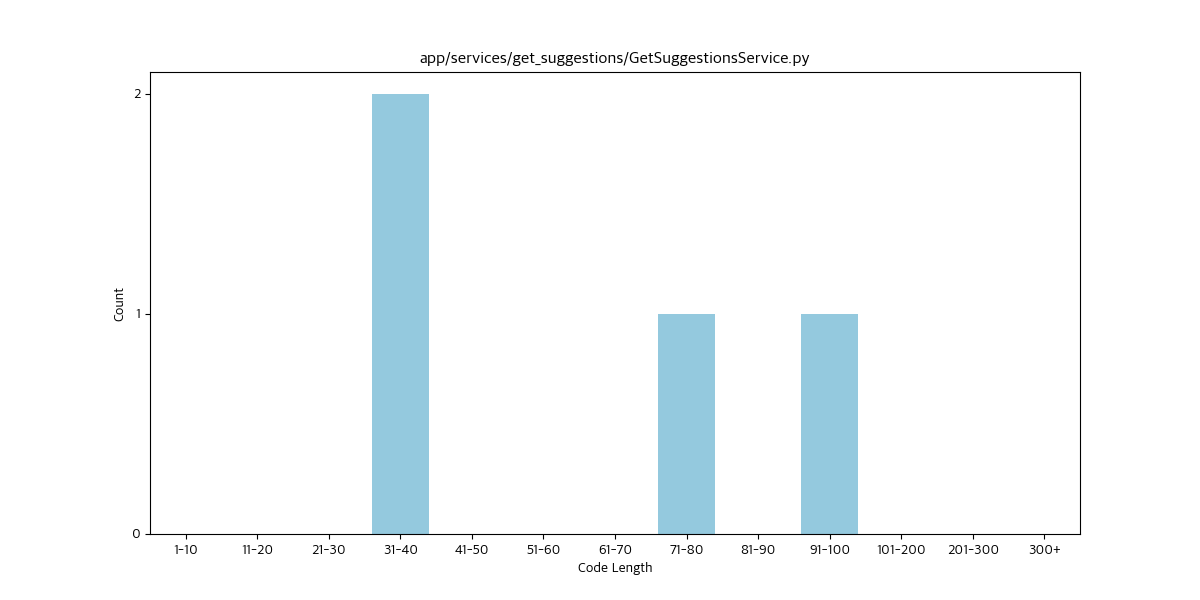 app/services/get_suggestions/GetSuggestionsService.py
2
1
0
Count
1-10 11-20 21-30 31-40 41-50 51-60 61-70 71-80 81-90 91-100 101-200 201-300 300+
Code Length